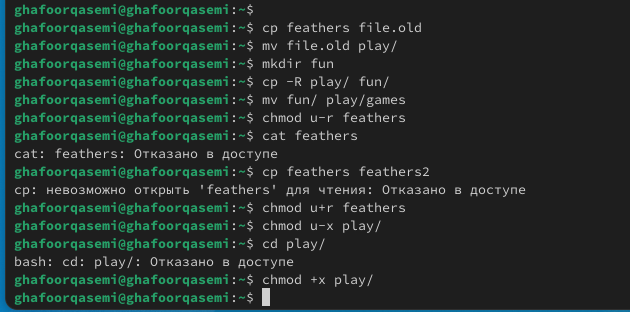 ghafoorqasemi@ghafoorqasemi:~$
ghafoorqasemi@ghafoorqasemi:~$ cp feathers file.old
ghafoorqasemi@ghafoorqasemi:~$ mv file.old play/
ghafoorqasemi@ghafoorqasemi:~$ mkdir fun
ghafoorqasemi@ghafoorqasemi:~$ cp -R play/ fun/
ghafoorqasemi@ghafoorqasemi:~$ mv fun/ play/games
ghafoorqasemi@ghafoorqasemi:~$ chmod u-r feathers
ghafoorqasemi@ghafoorqasemi:~$ cat feathers
cat: feathers: Отказано в доступе
ghafoorqasemi@ghafoorqasemi:~$ cp feathers feathers2
cp: невозможно открыть 'feathers' для чтения: Отказано в доступе
ghafoorqasemi@ghafoorqasemi:~$ chmod u+r feathers
ghafoorqasemi@ghafoorqasemi:~$ chmod u-x play/
ghafoorqasemi@ghafoorqasemi:~$ cd play/
bash: cd: play/: Отказано в доступе
ghafoorqasemi@ghafoorqasemi:~$ chmod +x play/
ghafoorqasemi@ghafoorqasemi:~$